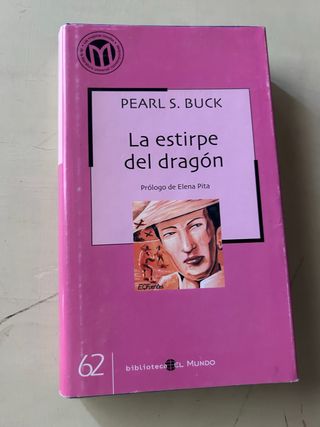 PEARL S. BUCK
La estirpe
del dragón
Prólogo de Elena Pita
62
biblioteca EL MUNDO